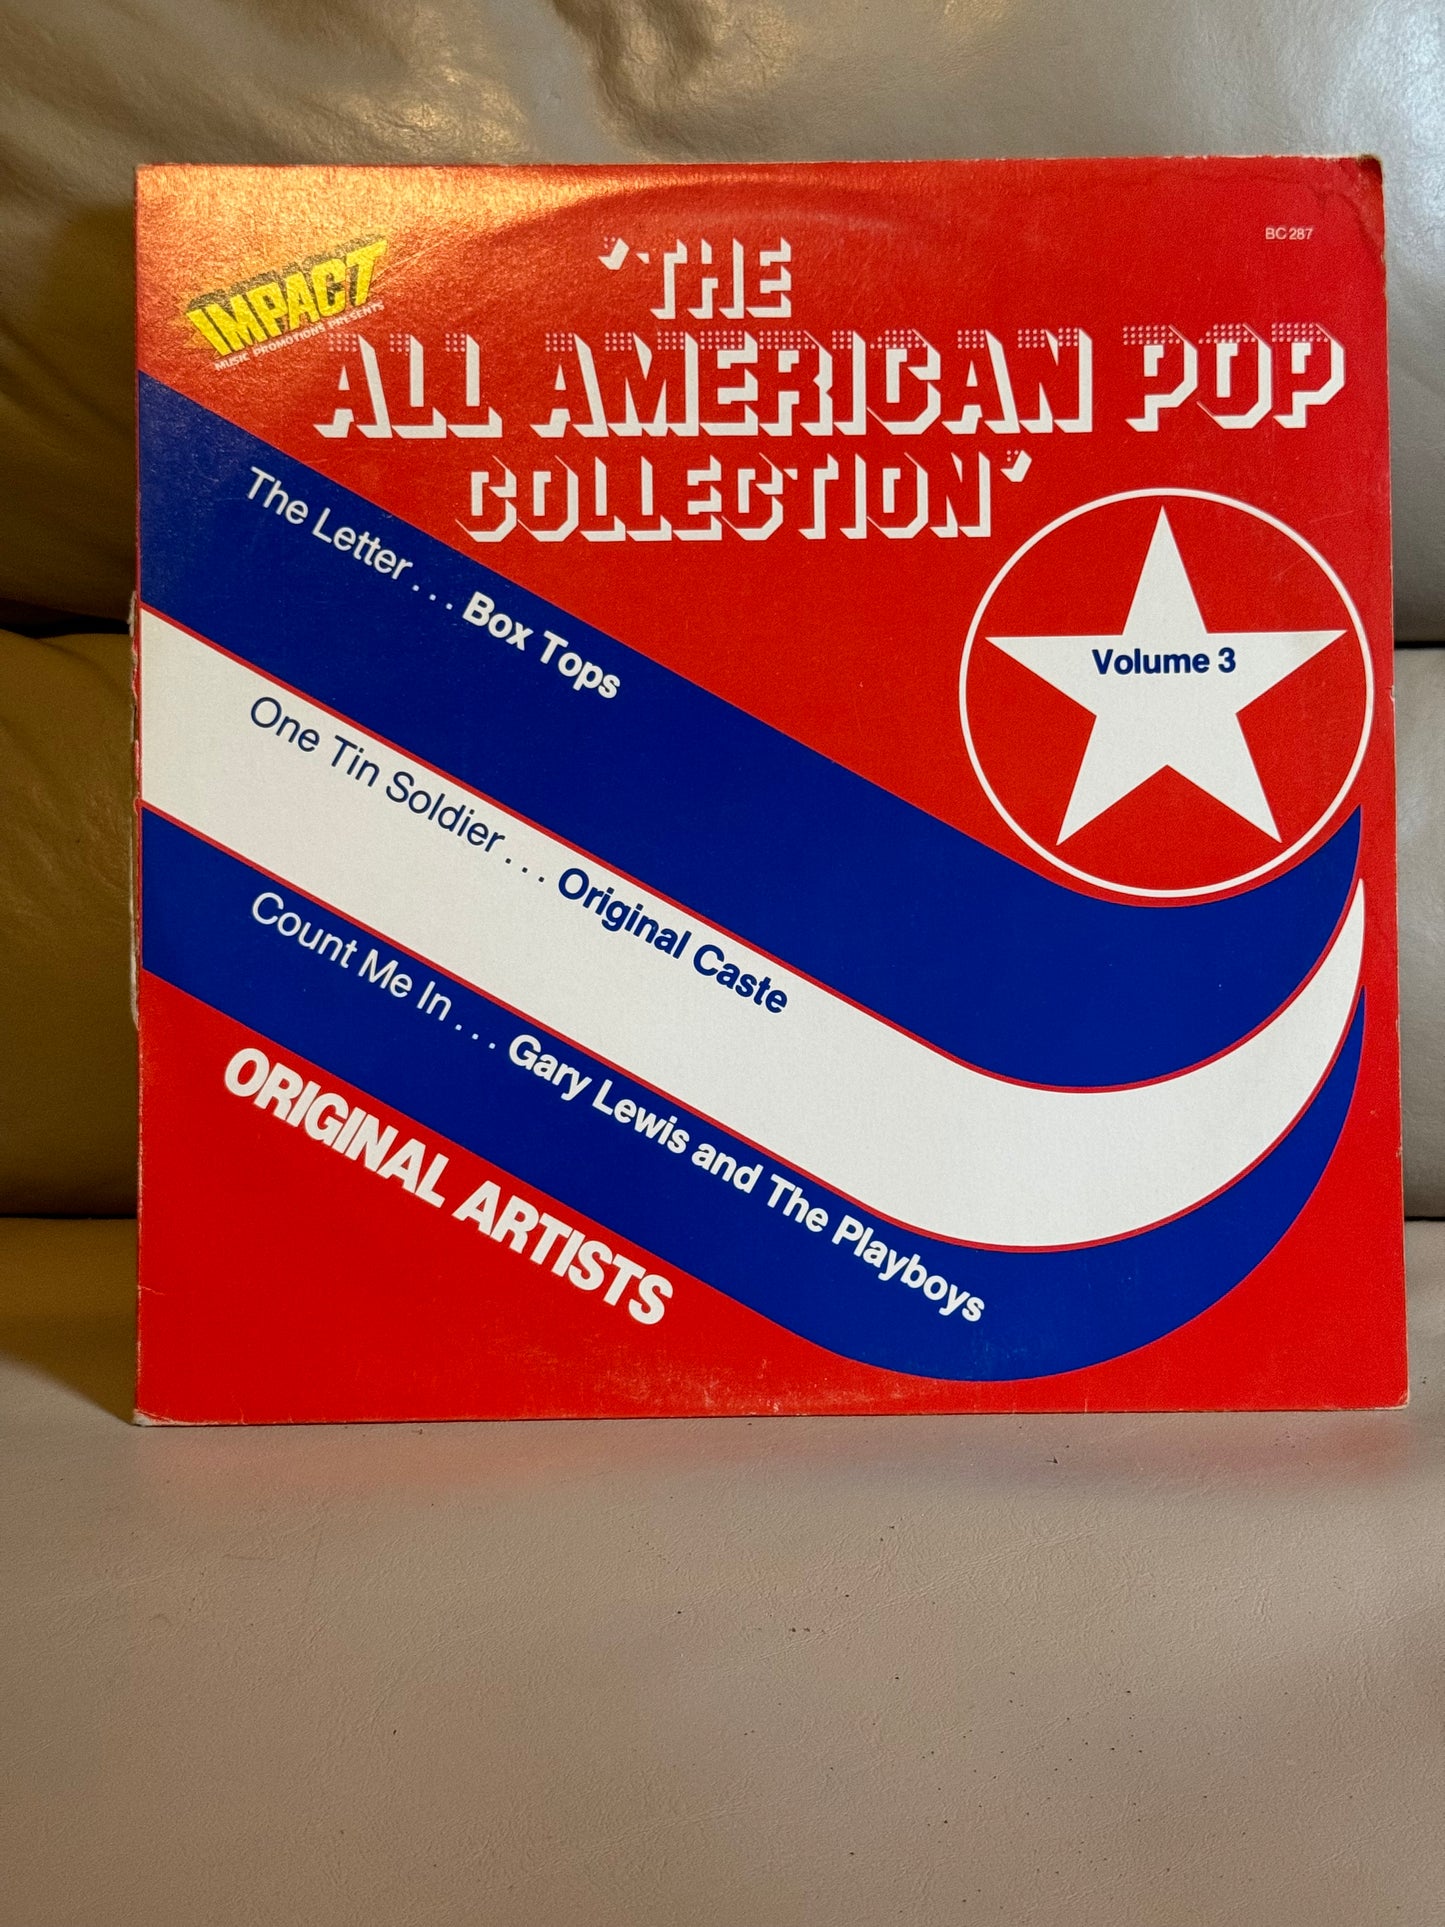 BC 287
IMPACT
MUSIC PROMOTIONS PRESENTS
'THE
ALL AMERICAN POP
COLLECTION'
Volume 3
The Letter . . . Box Tops
One Tin Soldier . . . Original Caste
Count Me In . . . Gary Lewis and The Playboys
ORIGINAL ARTISTS